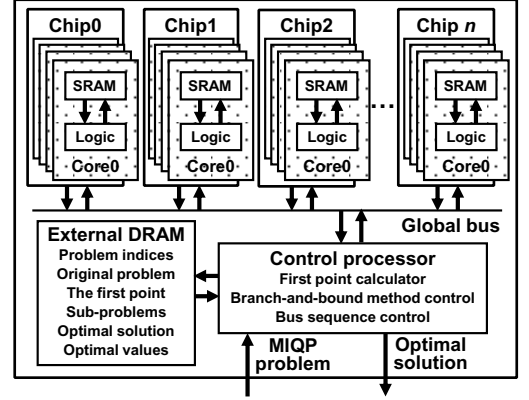 Chip0 Chip1 Chip2 Chip n
SRAM SRAM SRAM SRAM
...
Logic Logic Logic Logic
Core0 Core0 Core0 Core0
Global bus
External DRAM
Problem indices
Original problem
The first point
Sub-problems
Optimal solution
Optimal values
Control processor
First point calculator
Branch-and-bound method control
Bus sequence control
MIQP
problem
Optimal
solution